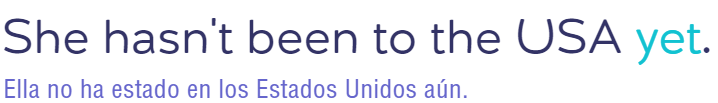 She hasn't been to the USA yet.
Ella no ha estado en los Estados Unidos aún.